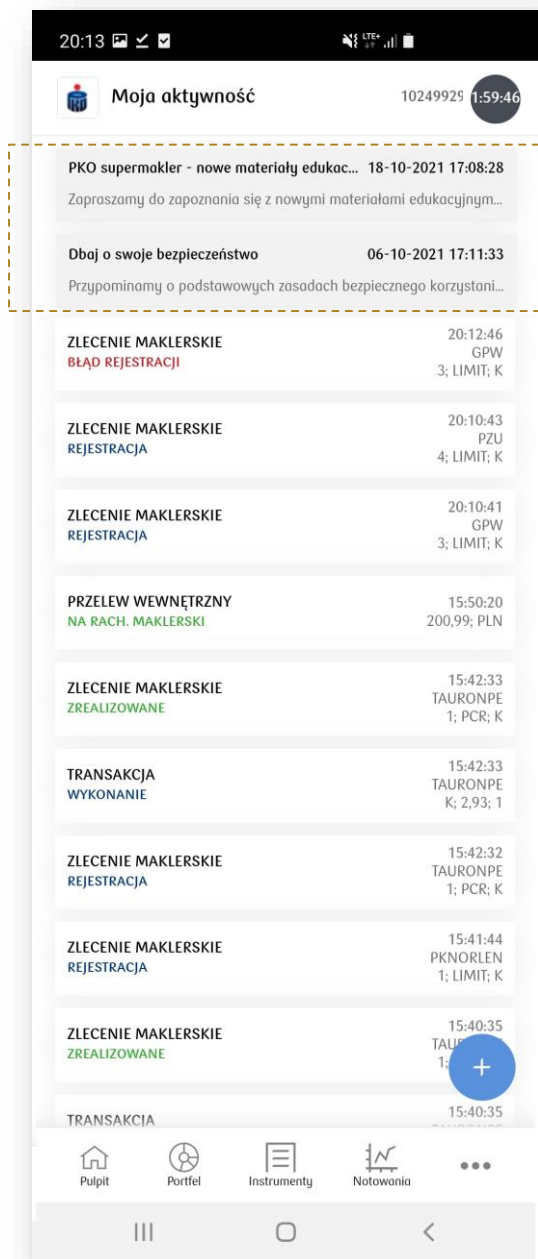 20:13 LTE+
Moja aktywność 10249929 1:59:46
PKO supermakler - nowe materiały edukac... 18-10-2021 17:08:28
Zapraszamy do zapoznania się z nowymi materiałami edukacyjnym...
Dbaj o swoje bezpieczeństwo 06-10-2021 17:11:33
Przypominamy o podstawowych zasadach bezpiecznego korzystani...
ZLECENIE MAKLERSKIE 20:12:46
BŁĄD REJESTRACJI GPW
3; LIMIT; K
ZLECENIE MAKLERSKIE 20:10:43
REJESTRACJA PZU
4; LIMIT; K
ZLECENIE MAKLERSKIE 20:10:41
REJESTRACJA GPW
3; LIMIT; K
PRZELEW WEWNĘTRZNY 15:50:20
NA RACH. MAKLERSKI 200,99; PLN
ZLECENIE MAKLERSKIE 15:42:33
ZREALIZOWANE TAURONPE
1; PCR; K
TRANSAKCJA 15:42:33
WYKONANIE TAURONPE
K; 2,93; 1
ZLECENIE MAKLERSKIE 15:42:32
REJESTRACJA TAURONPE
1; PCR; K
ZLECENIE MAKLERSKIE 15:41:44
REJESTRACJA PKNORLEN
1; LIMIT; K
ZLECENIE MAKLERSKIE 15:40:35
ZREALIZOWANE
1;
TRANSAKCJA 15:40:35
Pulpit Portfel Instrumenty Notowania